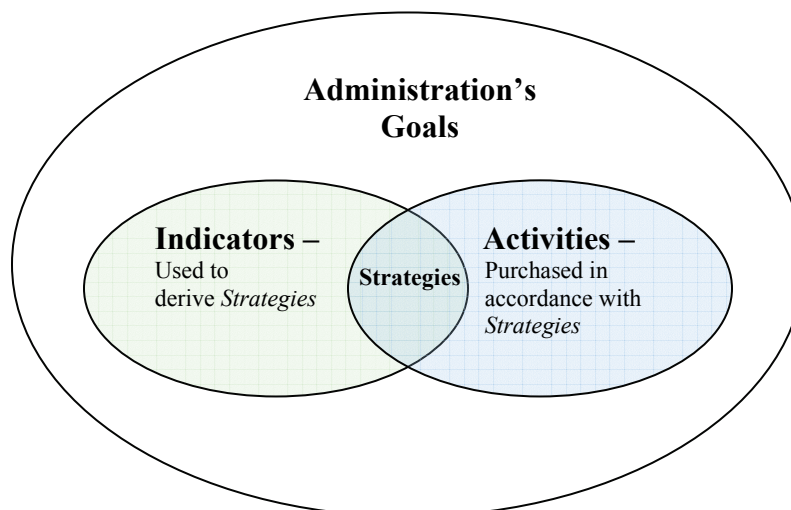 Administration’s
Goals
Indicators –
Used to
derive Strategies
Strategies
Activities –
Purchased in
accordance with
Strategies